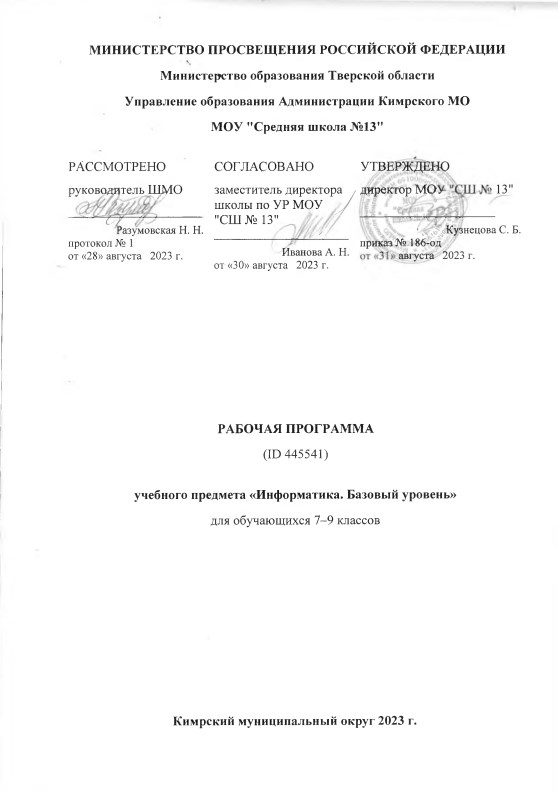 МИНИСТЕРСТВО ПРОСВЕЩЕНИЯ РОССИЙСКОЙ ФЕДЕРАЦИИ
Министерство образования Тверской области
Управление образования Администрации Кимрского МО
МОУ "Средняя школа №13"
РАССМОТРЕНО
руководитель ШМО
Разумовская Н. Н.
протокол № 1
от «28» августа 2023 г.
СОГЛАСОВАНО
заместитель директора
школы по УР МОУ
"СШ № 13"
Иванова А. Н.
от «30» августа 2023 г.
УТВЕРЖДЕНО
директор МОУ "СШ № 13"
Кузнецова С. Б.
приказ № 186-од
от «31» августа 2023 г.
РАБОЧАЯ ПРОГРАММА
(ID 445541)
учебного предмета «Информатика. Базовый уровень»
для обучающихся 7–9 классов
Кимрский муниципальный округ 2023 г.